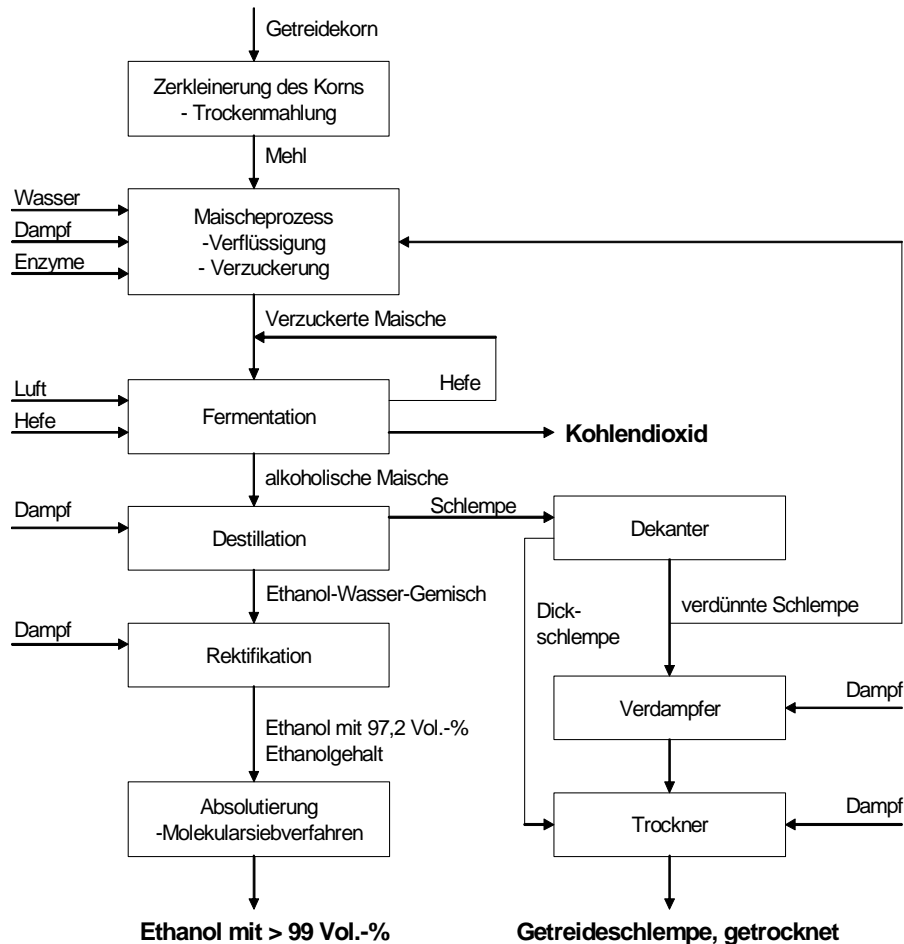 Getreidekorn
Zerkleinerung des Korns
- Trockenmahlung
Mehl
Wasser
Dampf
Enzyme
Maischeprozess
-Verflüssigung
- Verzuckerung
Verzuckerte Maische
Hefe
Luft
Hefe
Fermentation
Kohlendioxid
alkoholische Maische
Dampf
Destillation
Schlempe
Dekanter
Ethanol-Wasser-Gemisch
Dick-
schlempe
verdünnte Schlempe
Dampf
Rektifikation
Verdampfer
Dampf
Ethanol mit 97,2 Vol.-%
Ethanolgehalt
Absolutierung
-Molekularsiebverfahren
Trockner
Dampf
Ethanol mit > 99 Vol.-%
Getreideschlempe, getrocknet